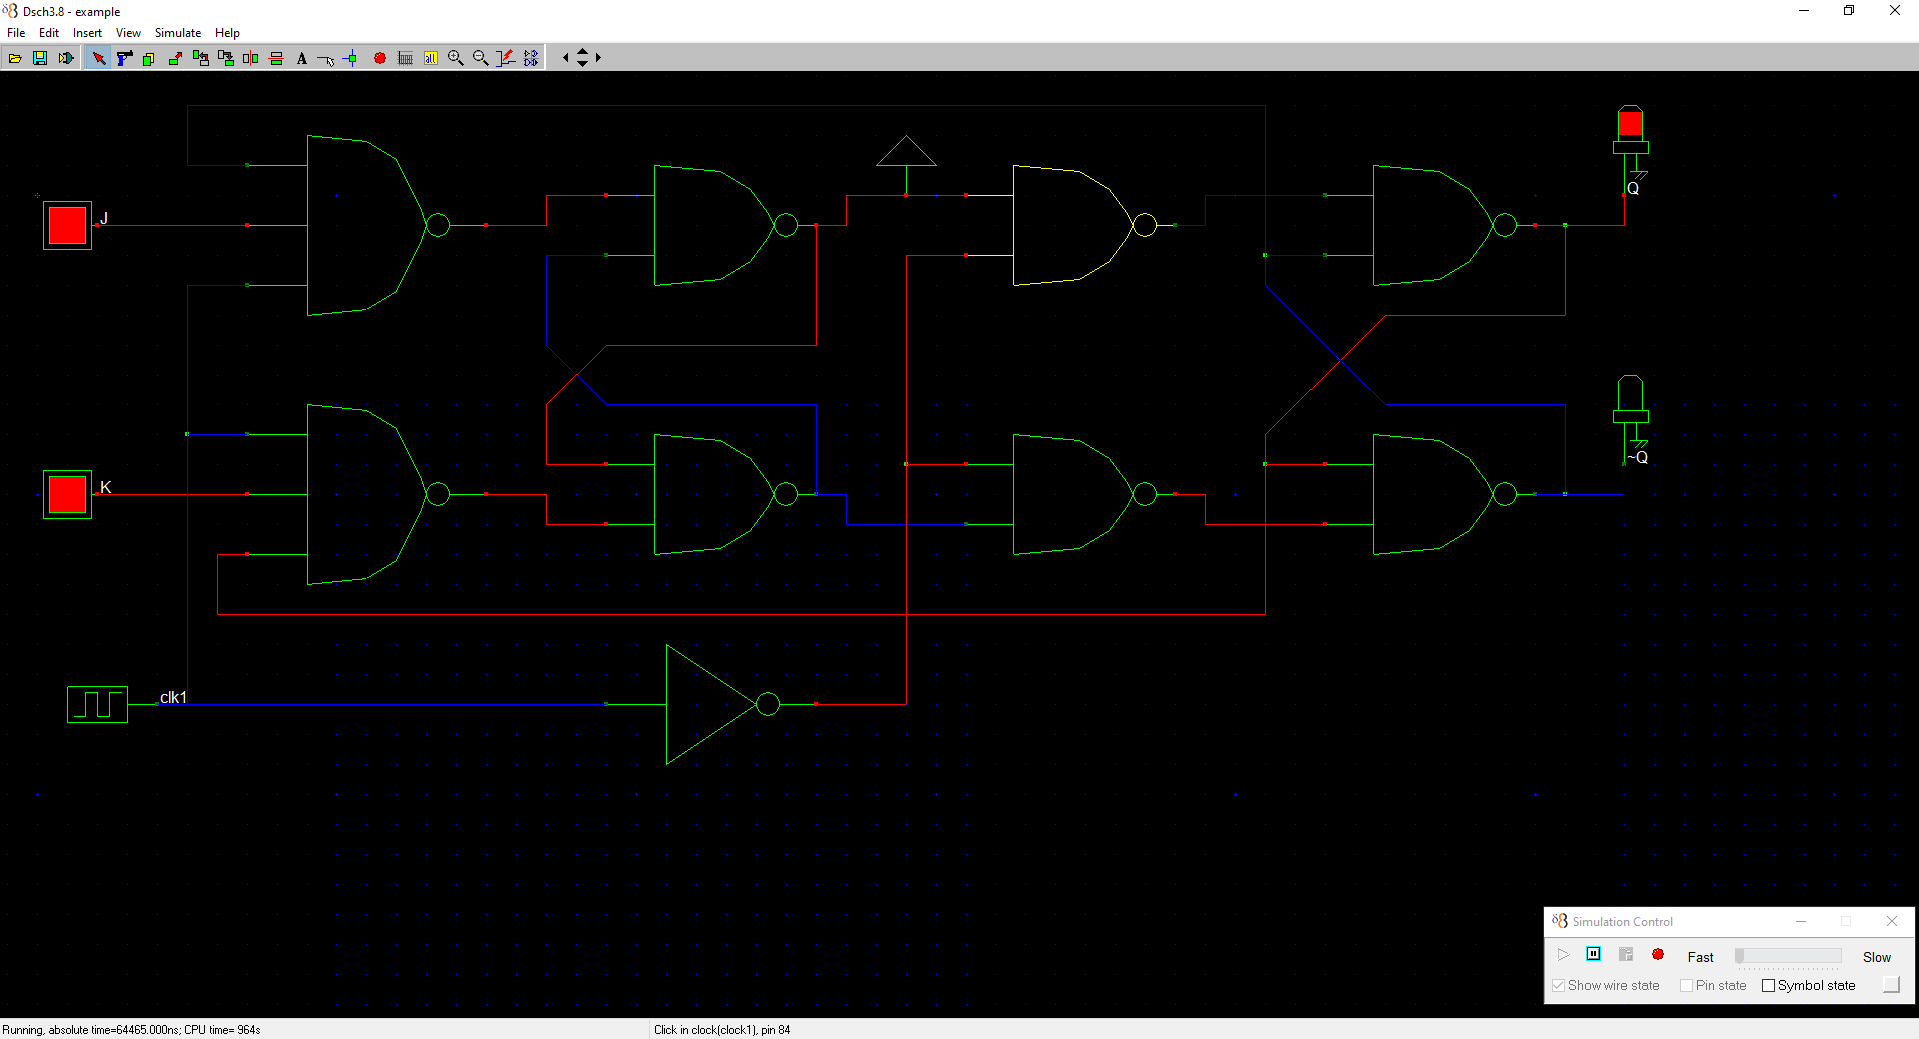 Dsch3.8 - example
File Edit Insert View Simulate Help
A
all
J
Q
K
~Q
clk1
Simulation Control
Fast Slow
Show wire state Pin state Symbol state
Running, absolute time=64465.000ns; CPU time= 964s
Click in clock(clock1), pin 84